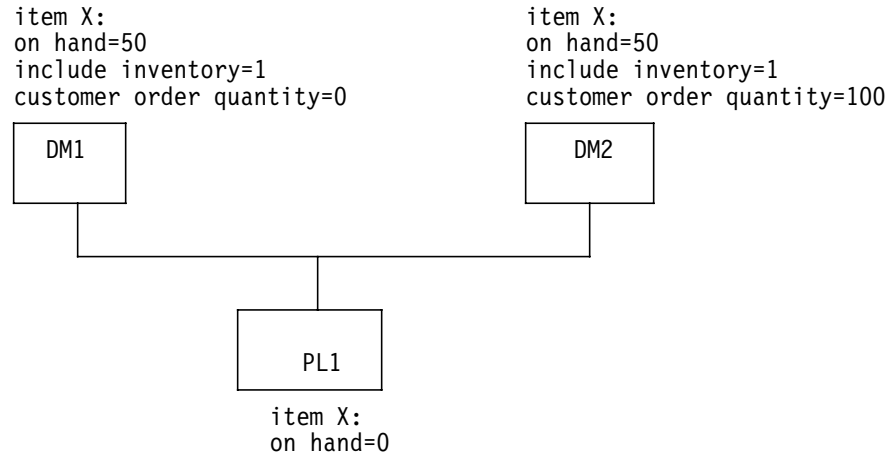 item X:
on hand=50
include inventory=1
customer order quantity=0
item X:
on hand=50
include inventory=1
customer order quantity=100
DM1
DM2
PL1
item X:
on hand=0